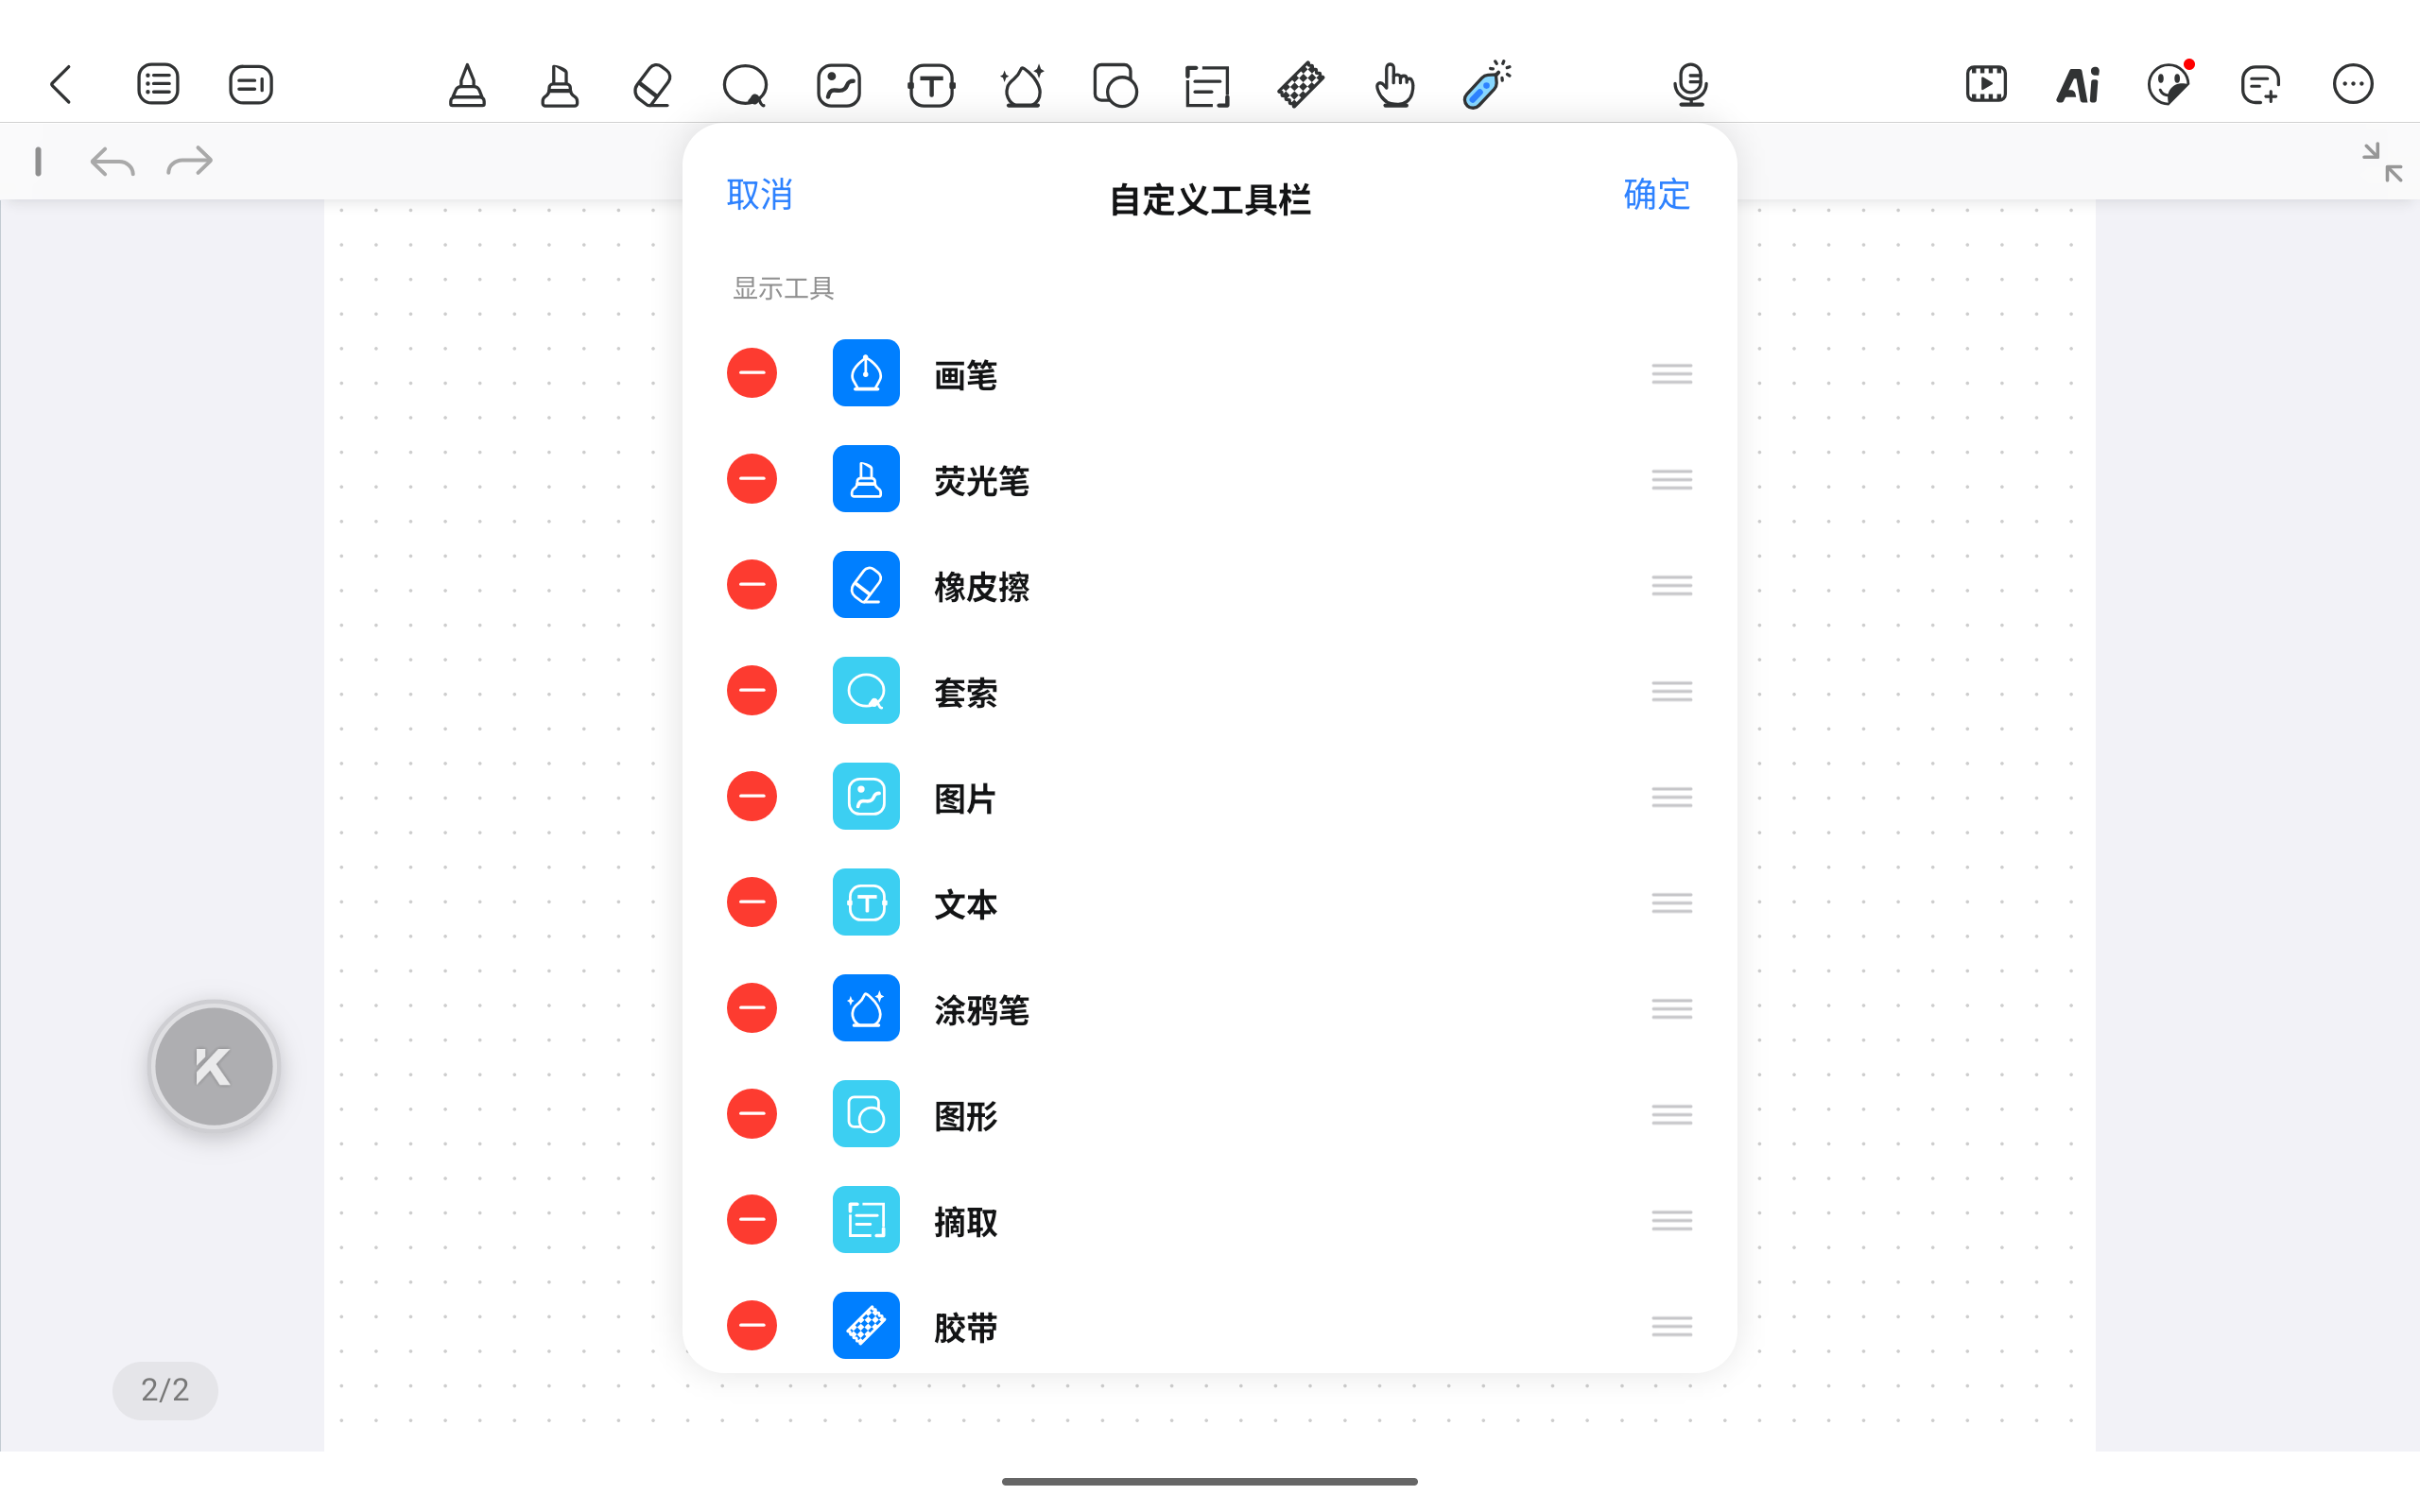 Ai
取消
自定义工具栏
确定
显示工具
画笔
荧光笔
橡皮擦
套索
图片
T
文本
涂鸦笔
图形
摘取
胶带
K
2/2